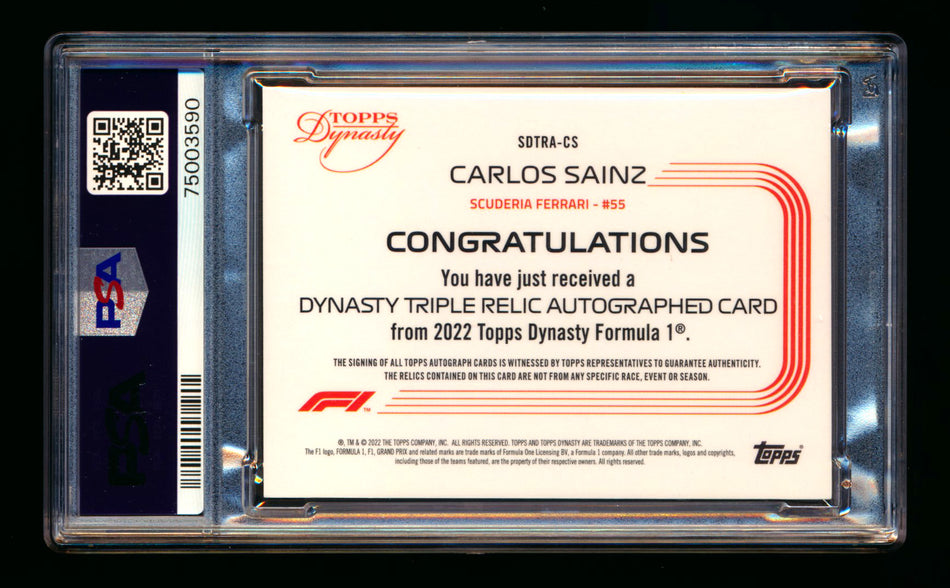 75003590
PSA
PSA
TOPPS
Dynasty
SDTRA-CS
CARLOS SAINZ
SCUDERIA FERRARI - #55
CONGRATULATIONS
You have just received a
DYNASTY TRIPLE RELIC AUTOGRAPHED CARD
from 2022 Topps Dynasty Formula 1®.
THE SIGNING OF ALL TOPPS AUTOGRAPH CARDS IS WITNESSED BY TOPPS REPRESENTATIVES TO GUARANTEE AUTHENTICITY.
THE RELICS CONTAINED ON THIS CARD ARE NOT FROM ANY SPECIFIC RACE, EVENT OR SEASON.
F1 ™
®, TM & © 2022 THE TOPPS COMPANY, INC. ALL RIGHTS RESERVED. TOPPS AND TOPPS DYNASTY ARE TRADEMARKS OF THE TOPPS COMPANY, INC.
The F1 logo, FORMULA 1, F1, GRAND PRIX and related marks are trade marks of Formula One Licensing BV, a Formula 1 company. All other trade marks, logos and copyrights,
including those of the teams featured, are the property of their respective owners. All rights reserved.
topps®